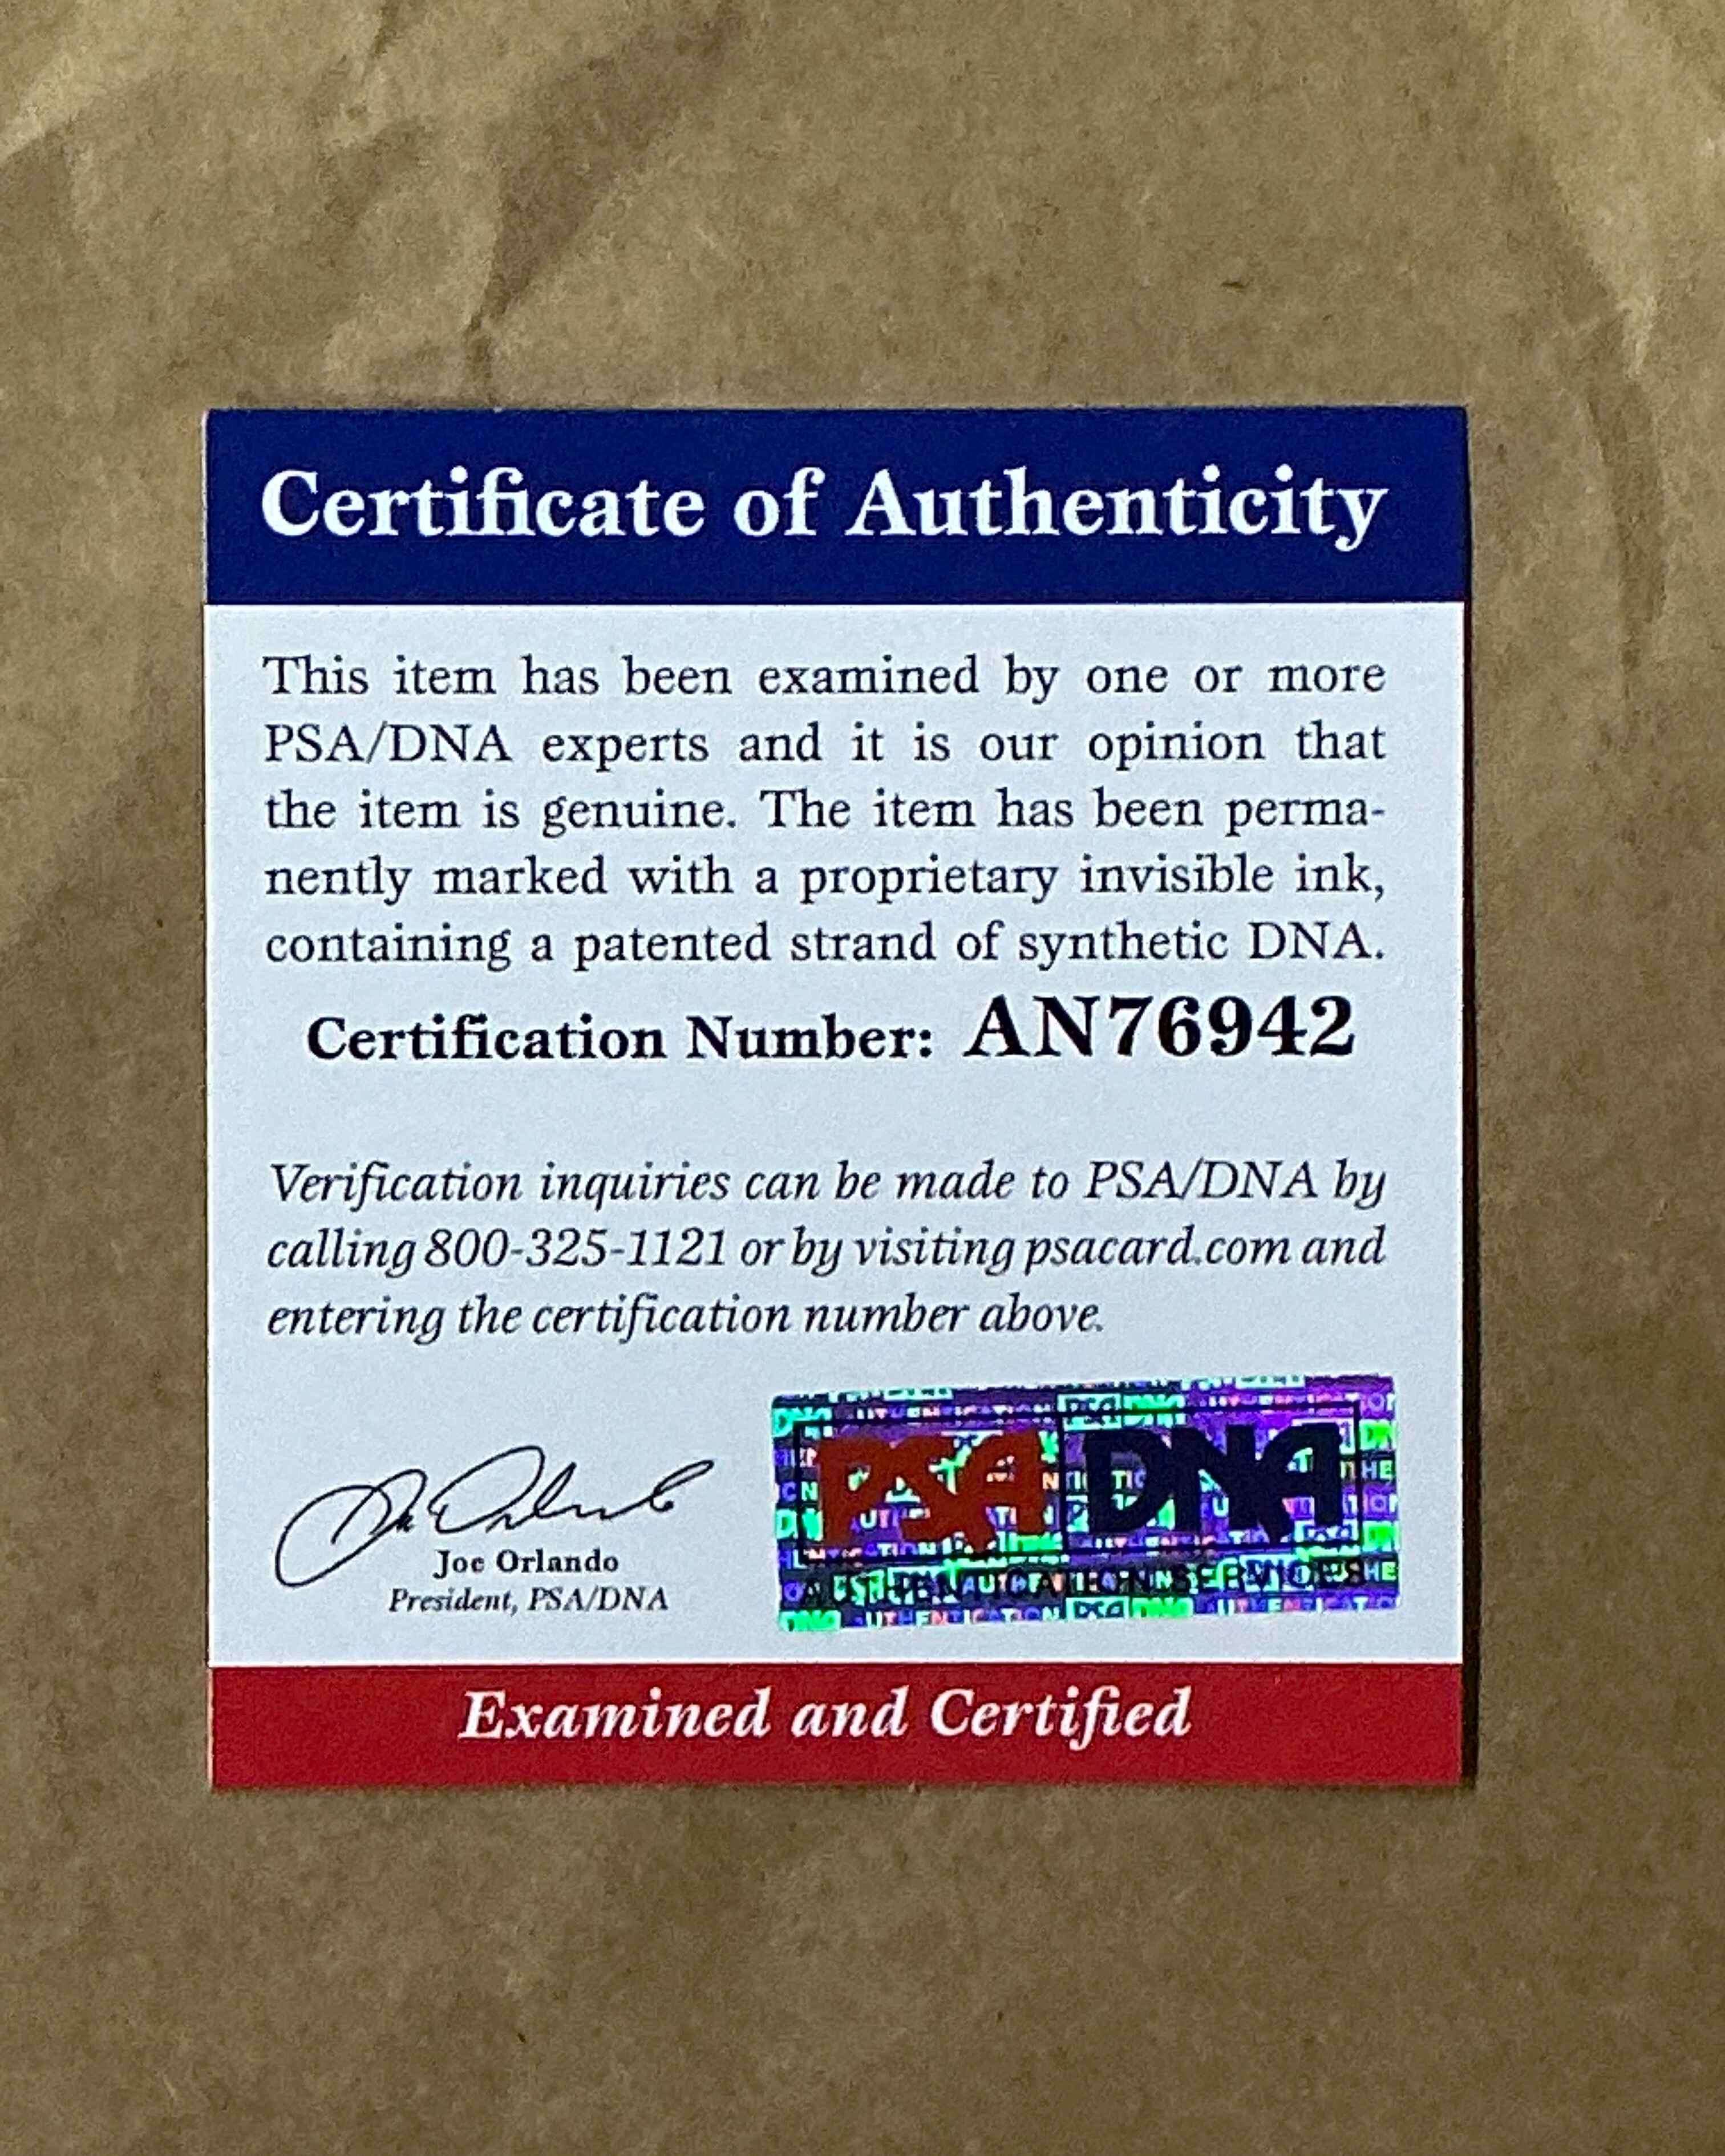 Certificate of Authenticity
This item has been examined by one or more
PSA/DNA experts and it is our opinion that
the item is genuine. The item has been perma-
nently marked with a proprietary invisible ink,
containing a patented strand of synthetic DNA.
Certification Number: AN76942
Verification inquiries can be made to PSA/DNA by
calling 800-325-1121 or by visiting psacard.com and
entering the certification number above.
Joe Orlando
President, PSA/DNA
PSA DNA
AUTHENTICATION SERVICES
Examined and Certified